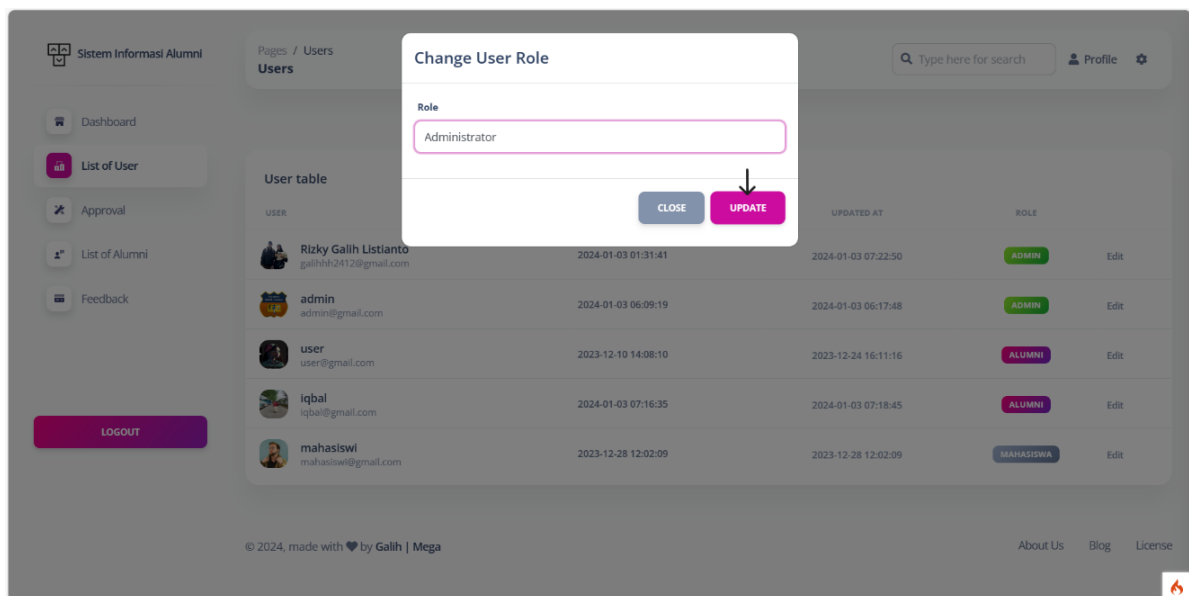 Sistem Informasi Alumni
Pages / Users
Users
Type here for search
Profile
Change User Role
Role
Administrator
CLOSE
UPDATE
Dashboard
List of User
Approval
List of Alumni
Feedback
LOGOUT
User table
USER
UPDATED AT
ROLE
Rizky Galih Listianto
galihhh2412@gmail.com
2024-01-03 01:31:41
2024-01-03 07:22:50
ADMIN
Edit
admin
admin@gmail.com
2024-01-03 06:09:19
2024-01-03 06:17:48
ADMIN
Edit
user
user@gmail.com
2023-12-10 14:08:10
2023-12-24 16:11:16
ALUMNI
Edit
iqbal
iqbal@gmail.com
2024-01-03 07:16:35
2024-01-03 07:18:45
ALUMNI
Edit
mahasiswi
mahasiswi@gmail.com
2023-12-28 12:02:09
2023-12-28 12:02:09
MAHASISWA
Edit
© 2024, made with by Galih | Mega
About Us
Blog
License